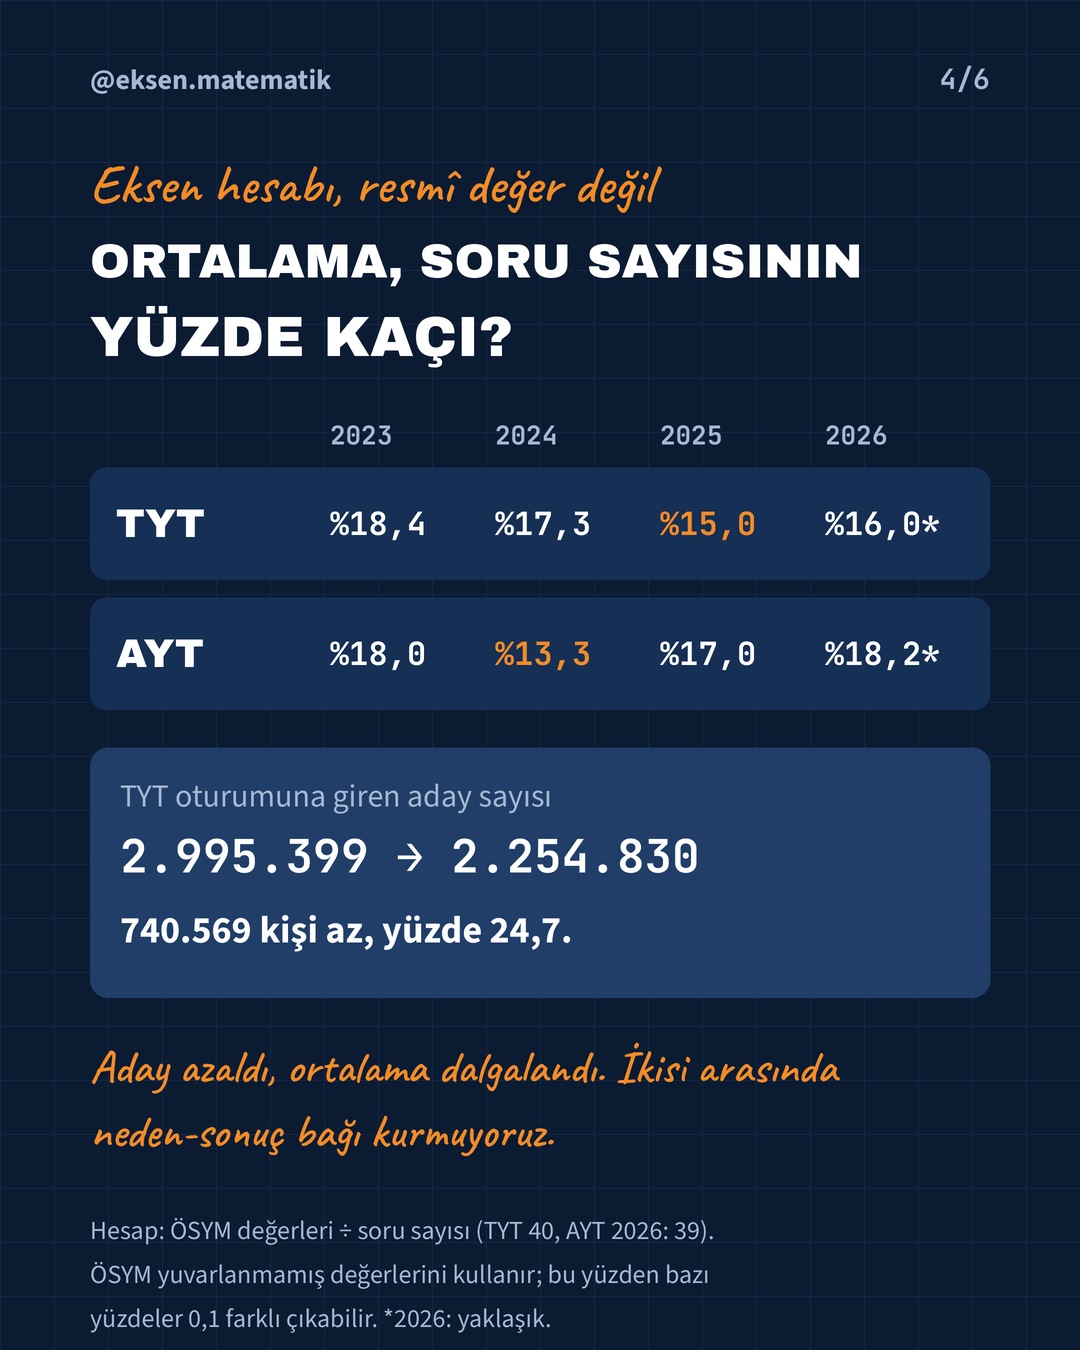 @eksen.matematik 4/6
Eksen hesabı, resmî değer değil
ORTALAMA, SORU SAYISININ
YÜZDE KAÇI?
2023 2024 2025 2026
TYT %18,4 %17,3 %15,0 %16,0*
AYT %18,0 %13,3 %17,0 %18,2*
TYT oturumuna giren aday sayısı
2.995.399 → 2.254.830
740.569 kişi az, yüzde 24,7.
Aday azaldı, ortalama dalgalandı. İkisi arasında
neden-sonuç bağı kurmuyoruz.
Hesap: ÖSYM değerleri ÷ soru sayısı (TYT 40, AYT 2026: 39).
ÖSYM yuvarlanmamış değerlerini kullanır; bu yüzden bazı
yüzdeler 0,1 farklı çıkabilir. *2026: yaklaşık.